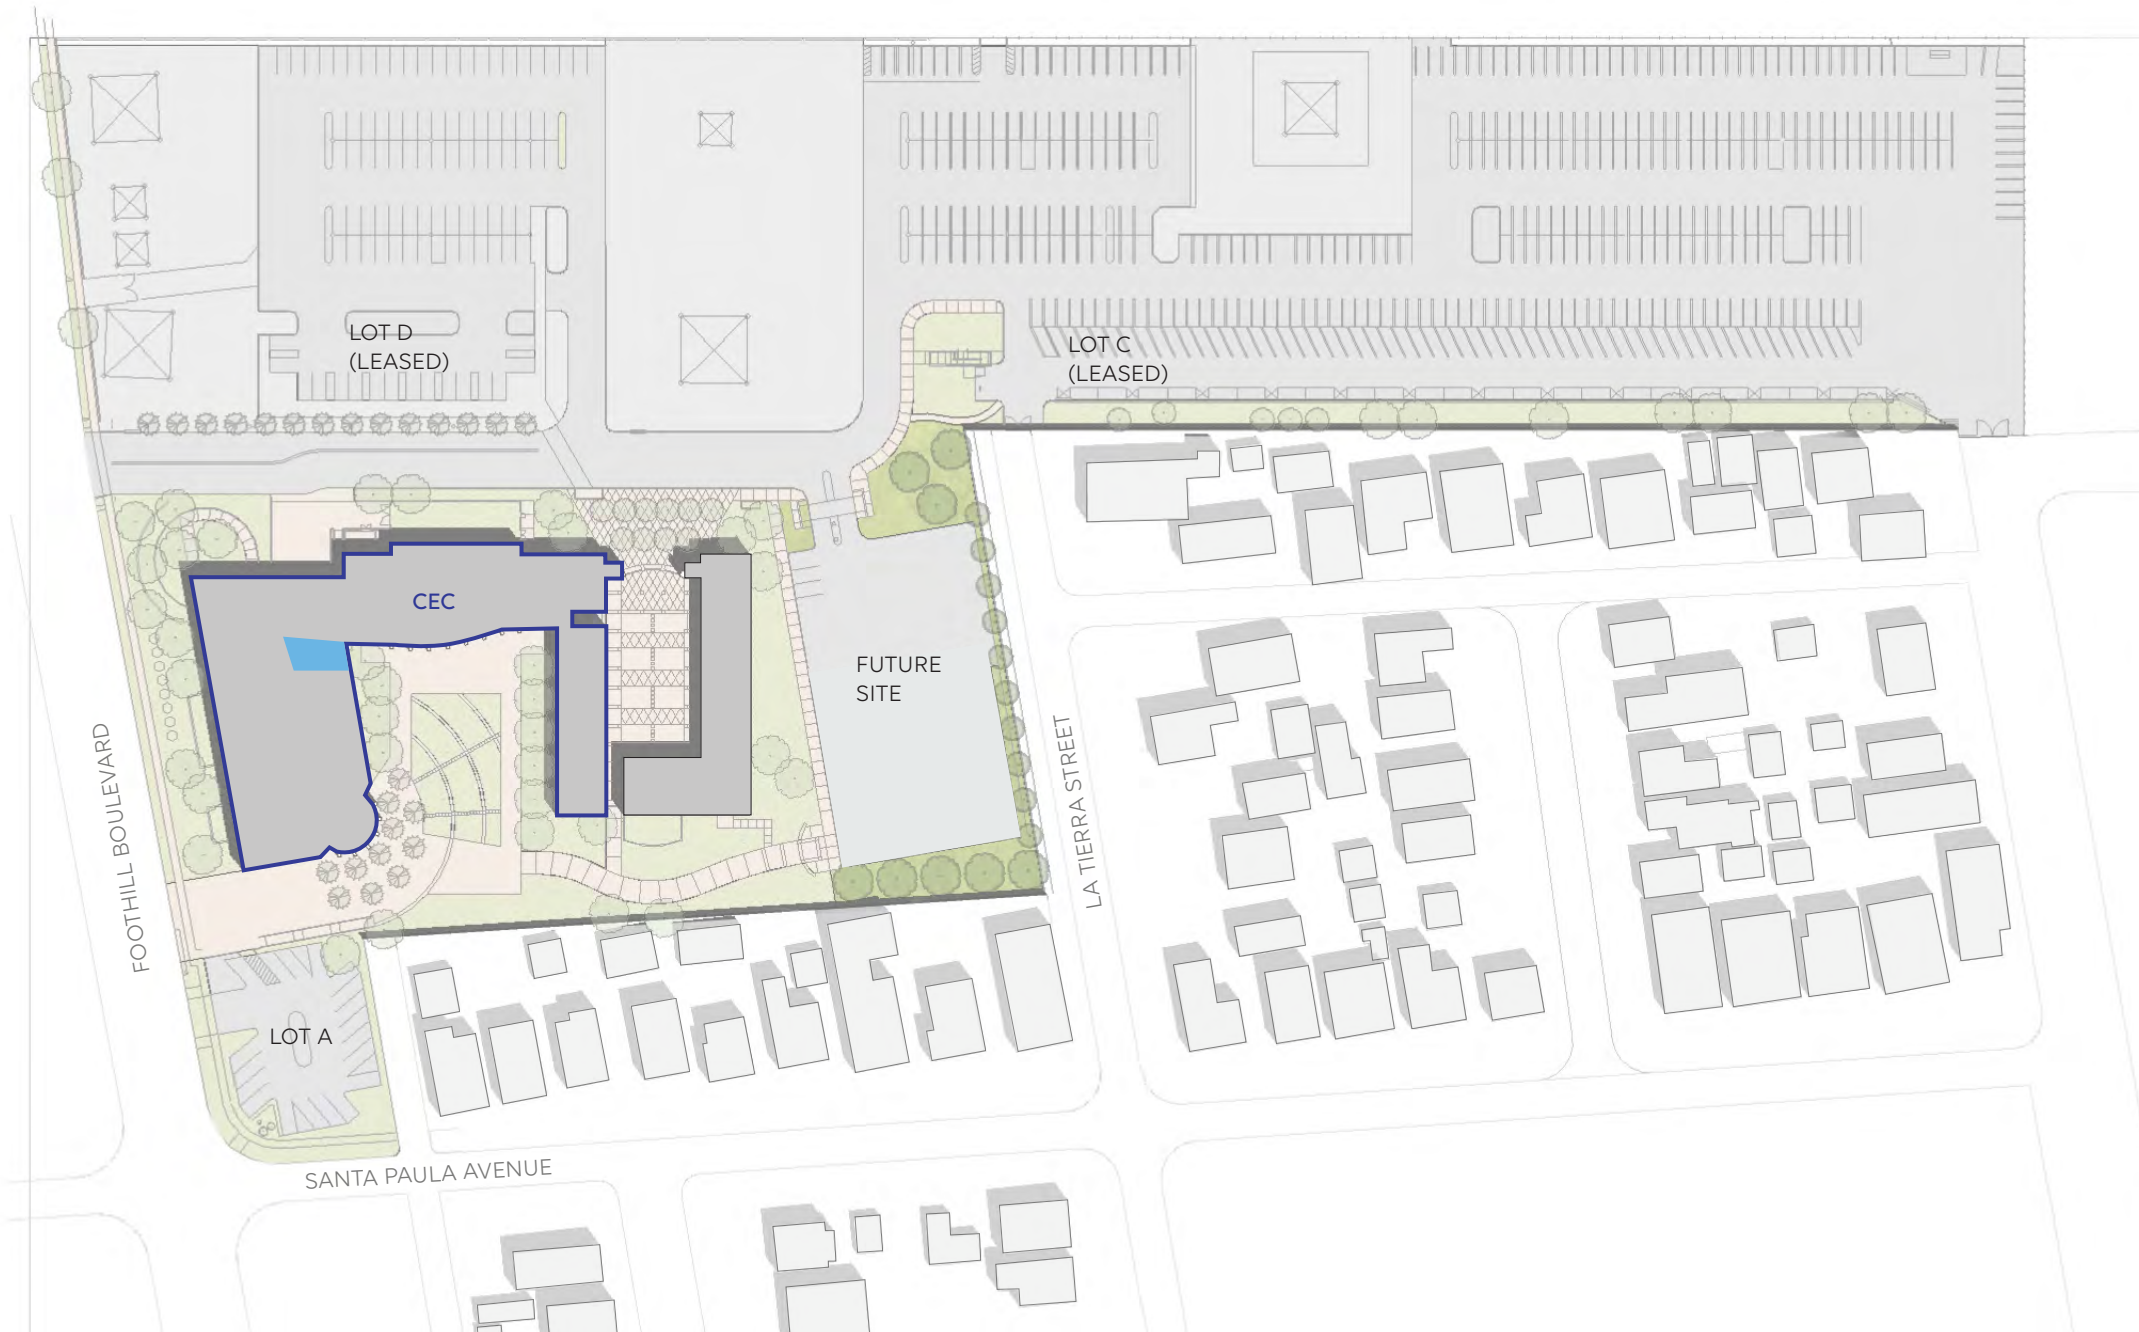 LOT D
(LEASED)
LOT C
(LEASED)
CEC
FUTURE
SITE
FOOTHILL BOULEVARD
LA TIERRA STREET
LOT A
SANTA PAULA AVENUE